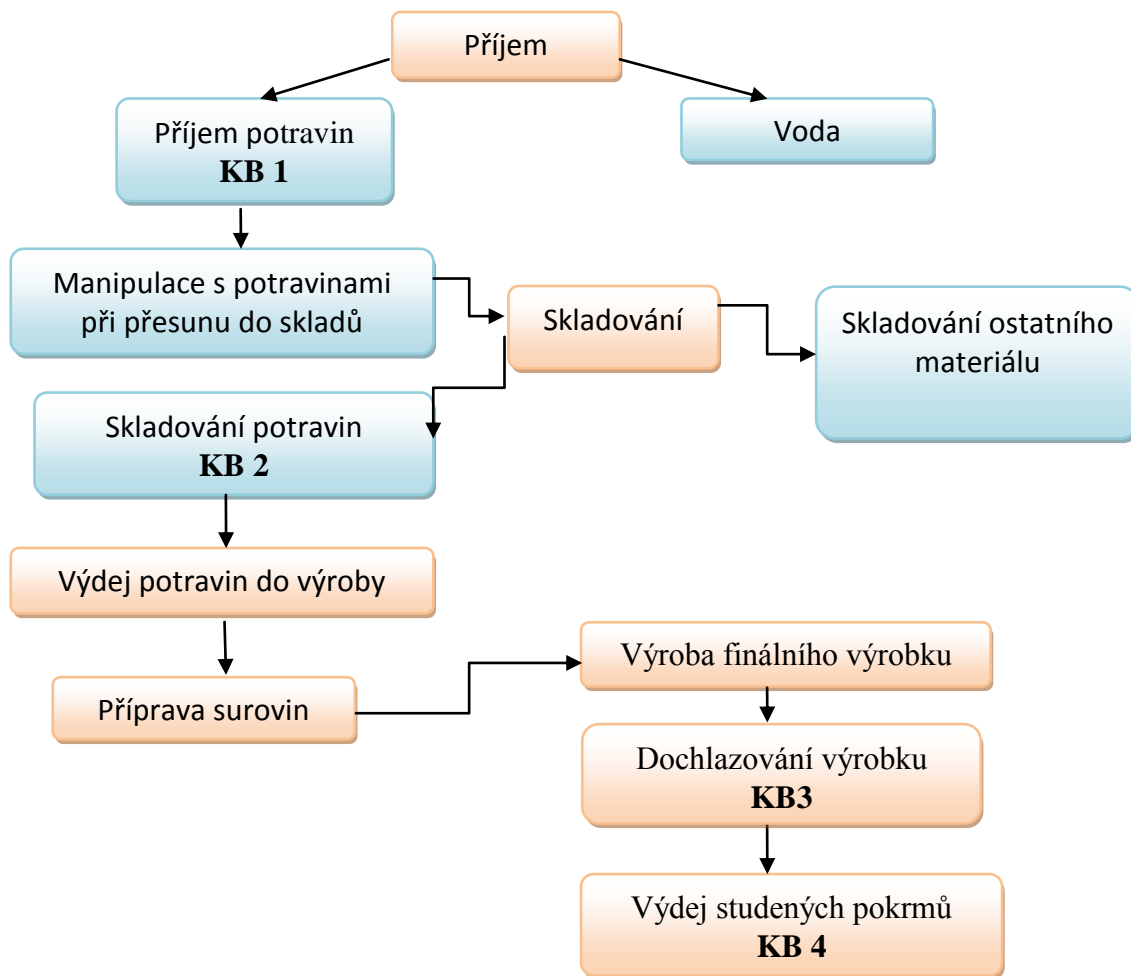 Příjem
Příjem potravin
KB 1
Voda
Manipulace s potravinami
při přesunu do skladů
Skladování
Skladování ostatního
materiálu
Skladování potravin
KB 2
Výdej potravin do výroby
Příprava surovin
Výroba finálního výrobku
Dochlazování výrobku
KB3
Výdej studených pokrmů
KB 4